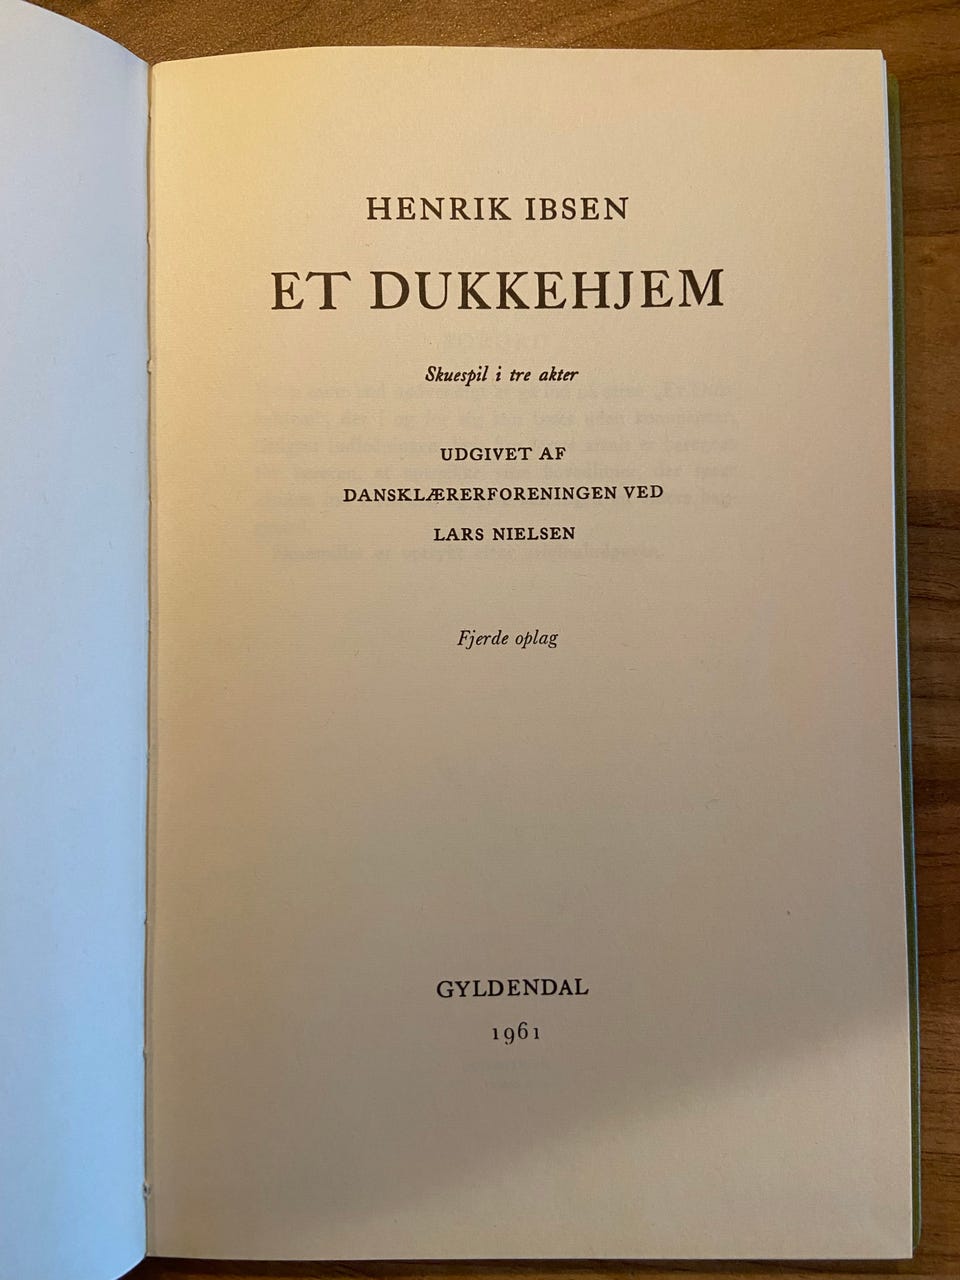 HENRIK IBSEN
ET DUKKEHJEM
Skuespil i tre akter
UDGIVET AF
DANSKLÆRERFORENINGEN VED
LARS NIELSEN
Fjerde oplag
GYLDENDAL
1961